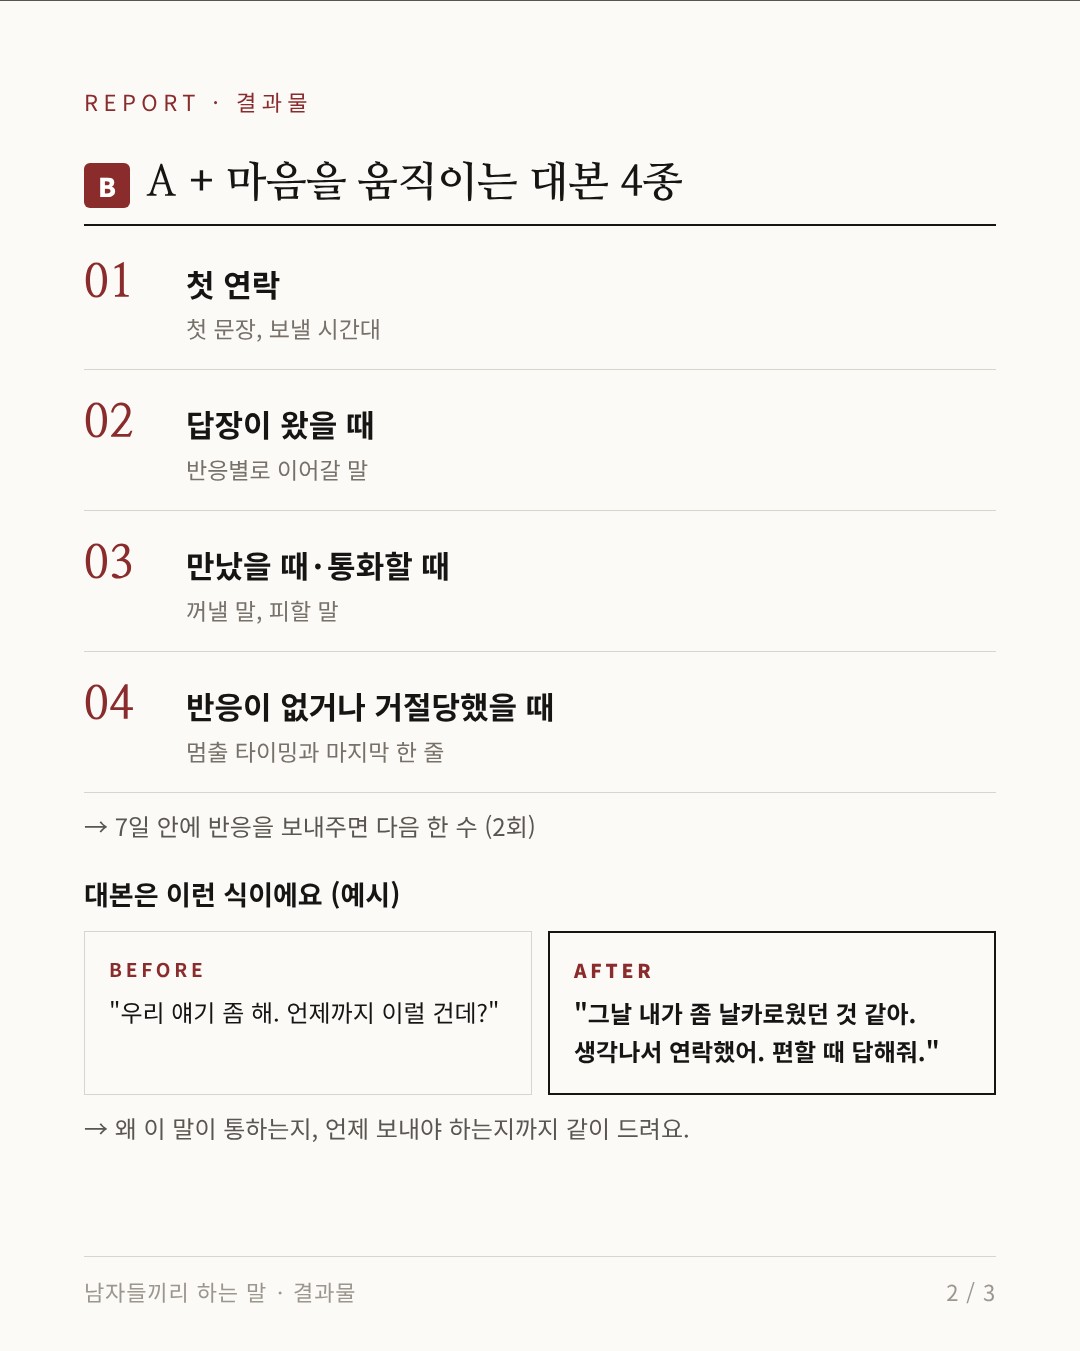 REPORT · 결과물
B A + 마음을 움직이는 대본 4종
01 첫 연락
첫 문장, 보낼 시간대
02 답장이 왔을 때
반응별로 이어갈 말
03 만났을 때·통화할 때
꺼낼 말, 피할 말
04 반응이 없거나 거절당했을 때
멈출 타이밍과 마지막 한 줄
→ 7일 안에 반응을 보내주면 다음 한 수 (2회)
대본은 이런 식이에요 (예시)
BEFORE
"우리 얘기 좀 해. 언제까지 이럴 건데?"
AFTER
"그날 내가 좀 날카로웠던 것 같아.
생각나서 연락했어. 편할 때 답해줘."
→ 왜 이 말이 통하는지, 언제 보내야 하는지까지 같이 드려요.
남자들끼리 하는 말 · 결과물
2 / 3